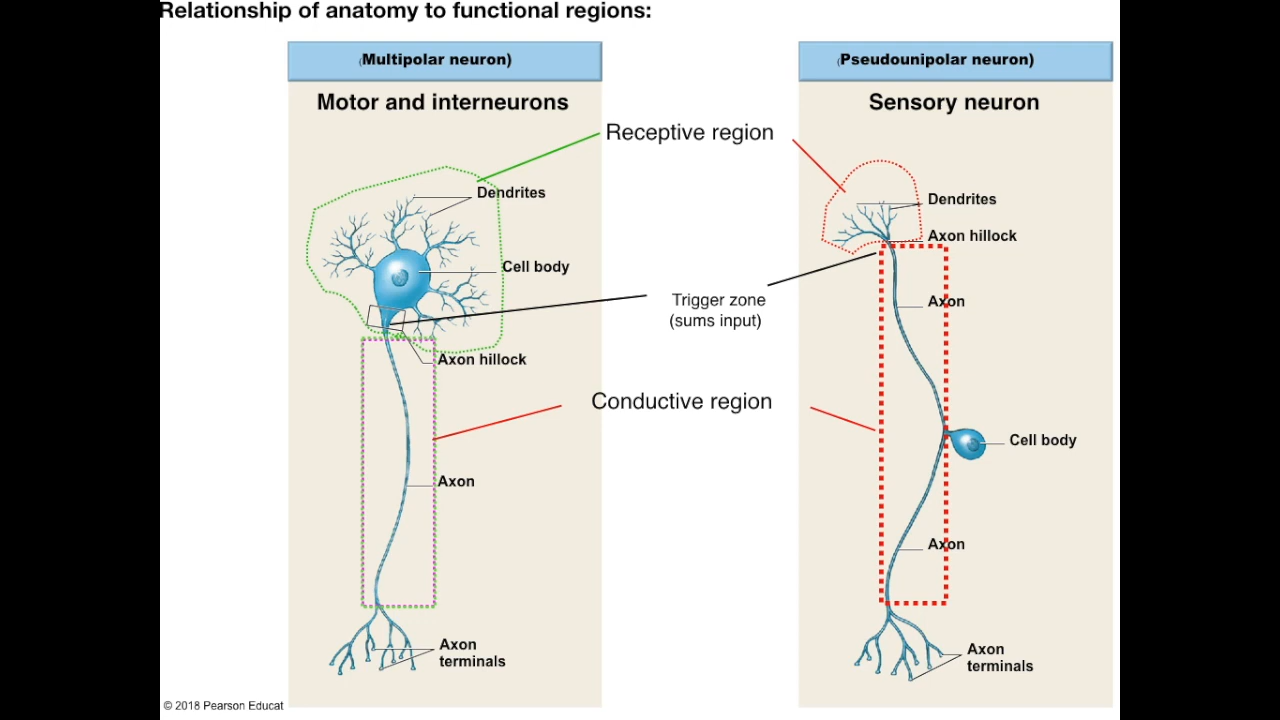 Relationship of anatomy to functional regions:
(Multipolar neuron)
Motor and interneurons
Dendrites
Cell body
Axon hillock
Axon
Axon
terminals
Receptive region
Trigger zone
(sums input)
Conductive region
(Pseudounipolar neuron)
Sensory neuron
Dendrites
Axon hillock
Axon
Cell body
Axon
Axon
terminals
© 2018 Pearson Educat